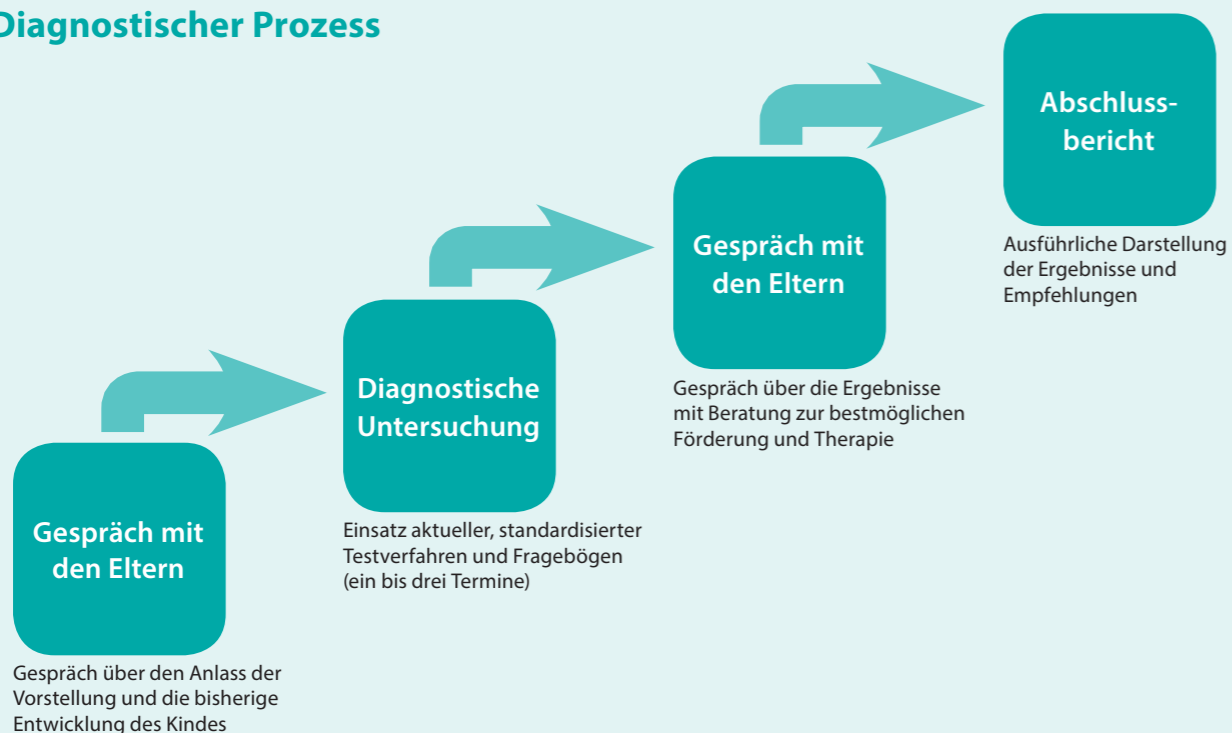 Diagnostischer Prozess
Gespräch mit
den Eltern
Gespräch über den Anlass der
Vorstellung und die bisherige
Entwicklung des Kindes
Diagnostische
Untersuchung
Einsatz aktueller, standardisierter
Testverfahren und Fragebögen
(ein bis drei Termine)
Gespräch mit
den Eltern
Gespräch über die Ergebnisse
mit Beratung zur bestmöglichen
Förderung und Therapie
Abschluss-
bericht
Ausführliche Darstellung
der Ergebnisse und
Empfehlungen